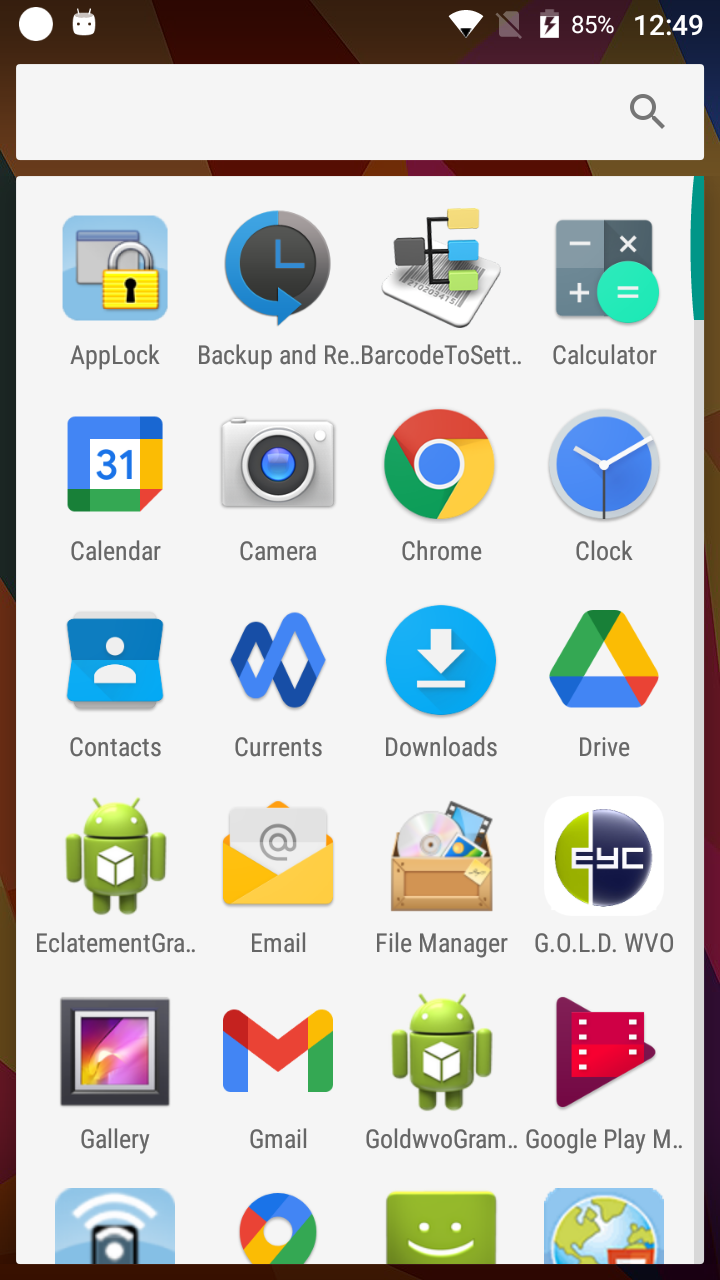 85% 12:49
AppLock Backup and Re.. BarcodeToSett.. Calculator
31
Calendar Camera Chrome Clock
Contacts Currents Downloads Drive
@
EYC
EclatementGra.. Email File Manager G.O.L.D. WVO
Gallery Gmail GoldwvoGram.. Google Play M..